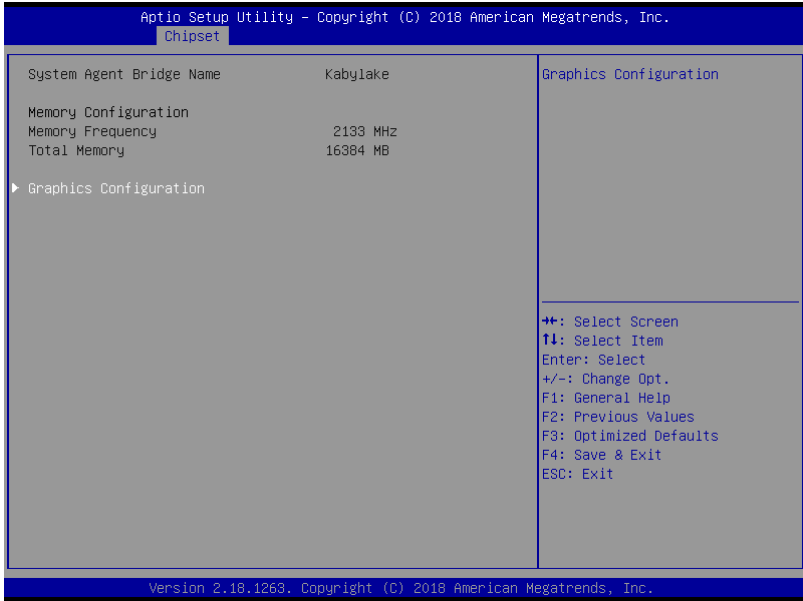 Aptio Setup Utility – Copyright (C) 2018 American Megatrends, Inc.
Chipset
System Agent Bridge Name Kabylake
Memory Configuration
Memory Frequency 2133 MHz
Total Memory 16384 MB
▶ Graphics Configuration
Graphics Configuration
→←: Select Screen
↑↓: Select Item
Enter: Select
+/-: Change Opt.
F1: General Help
F2: Previous Values
F3: Optimized Defaults
F4: Save & Exit
ESC: Exit
Version 2.18.1263. Copyright (C) 2018 American Megatrends, Inc.